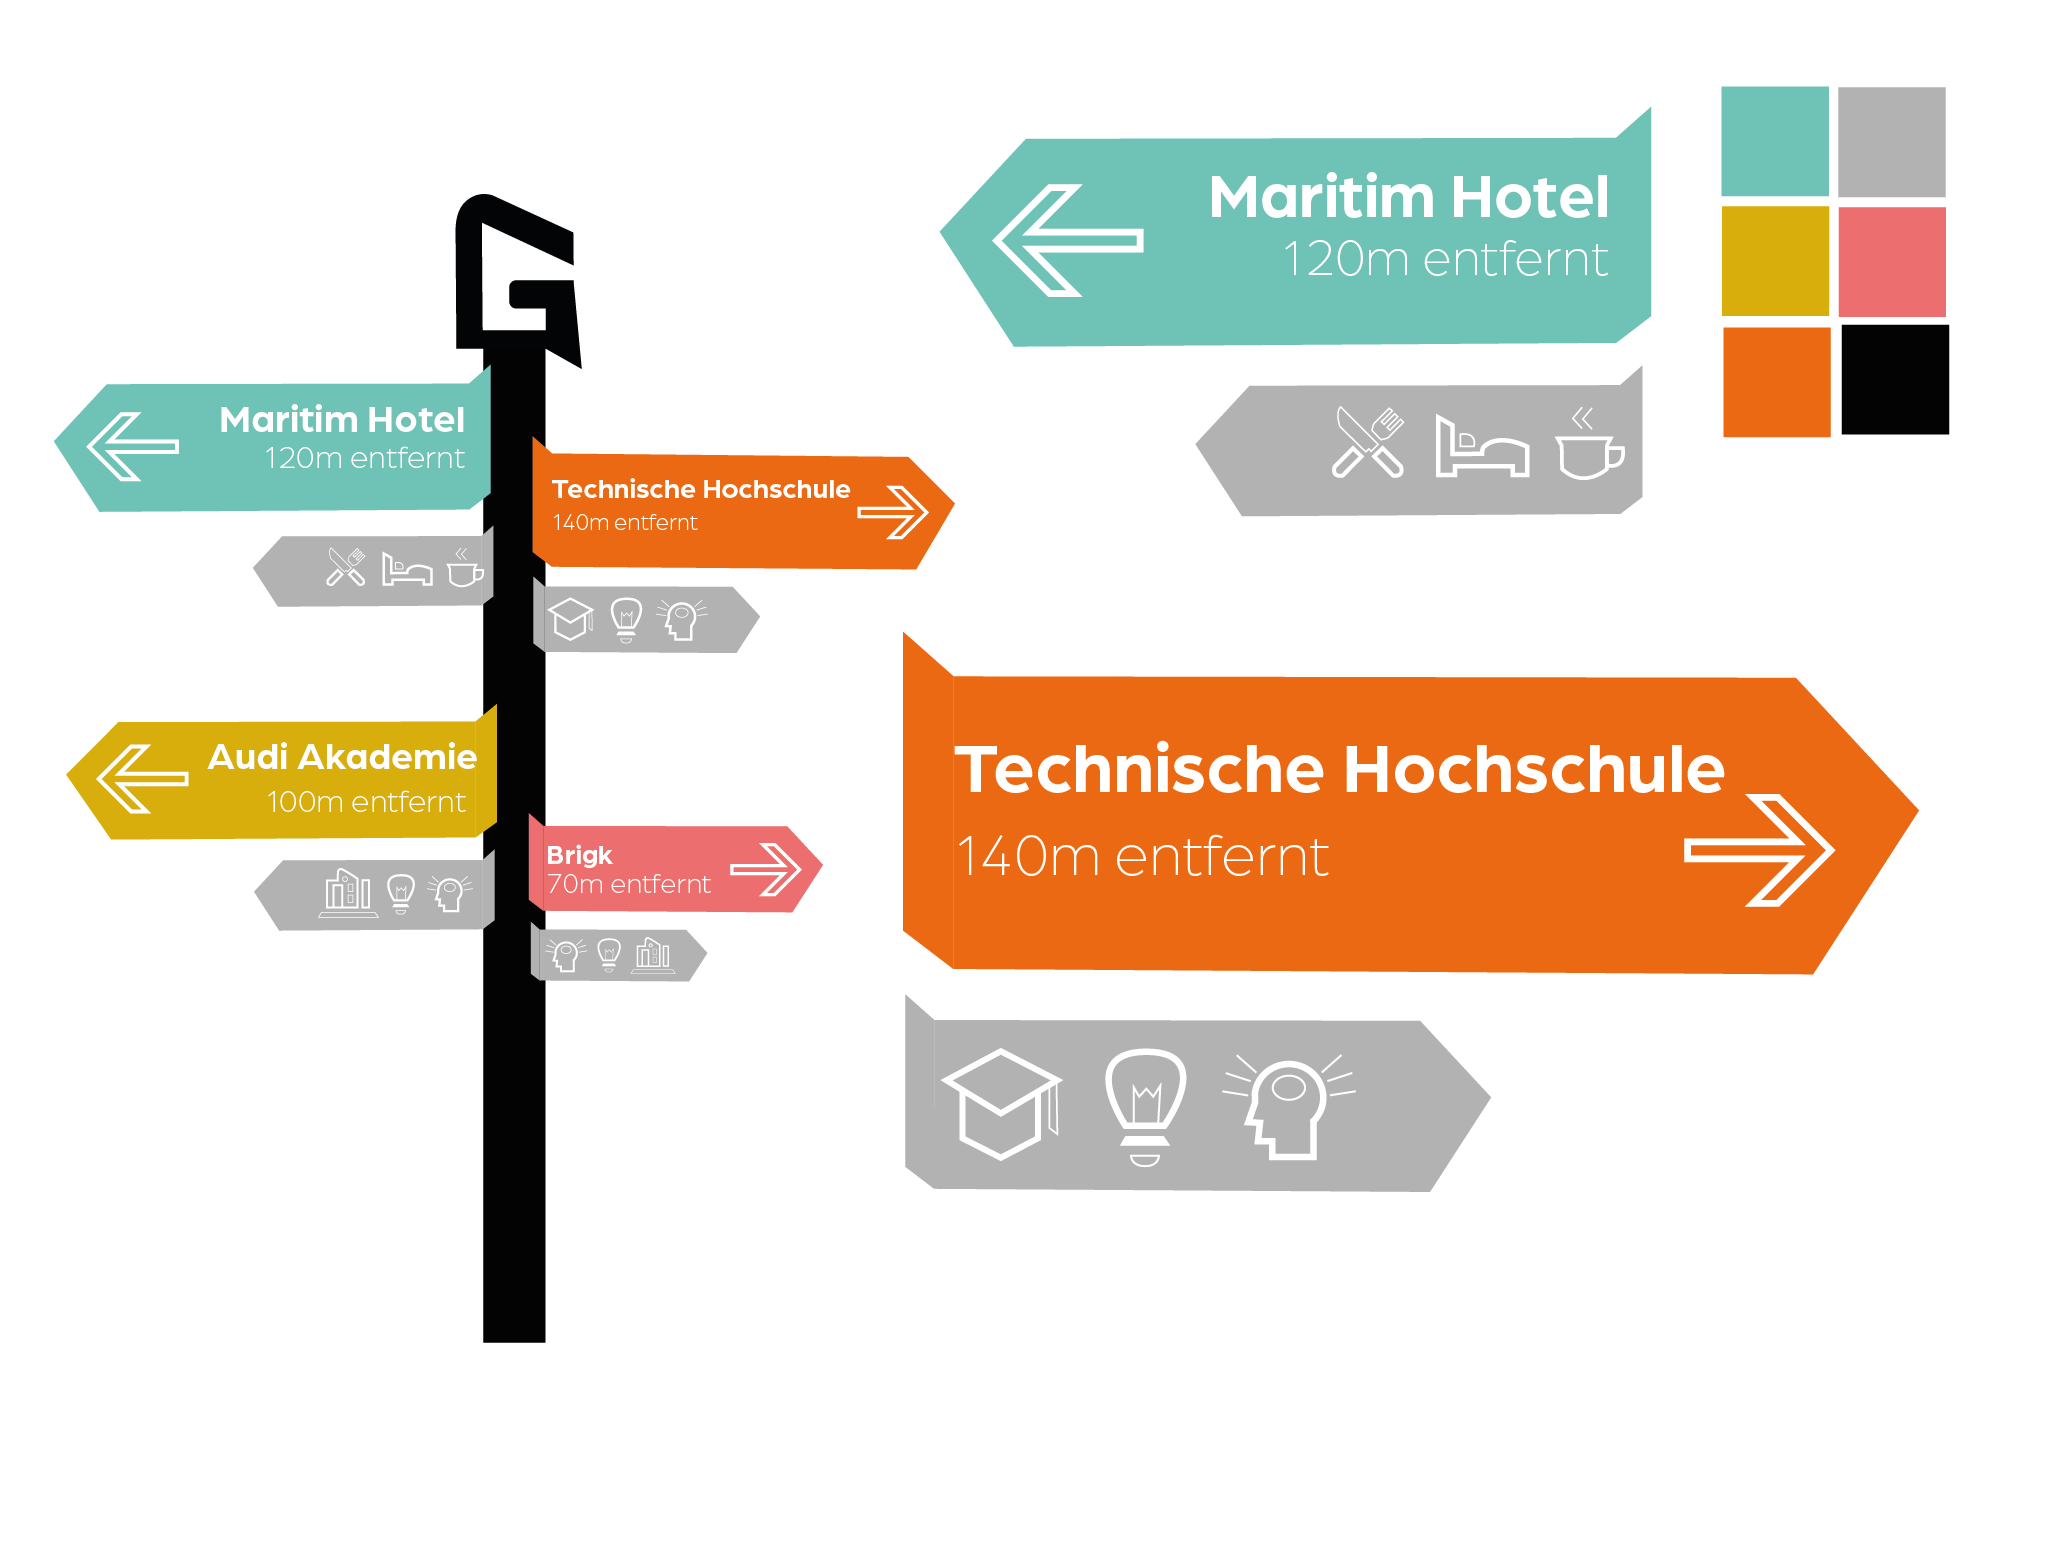 G
Maritim Hotel
120m entfernt
Technische Hochschule
140m entfernt
Audi Akademie
100m entfernt
Brigk
70m entfernt
Maritim Hotel
120m entfernt
Technische Hochschule
140m entfernt